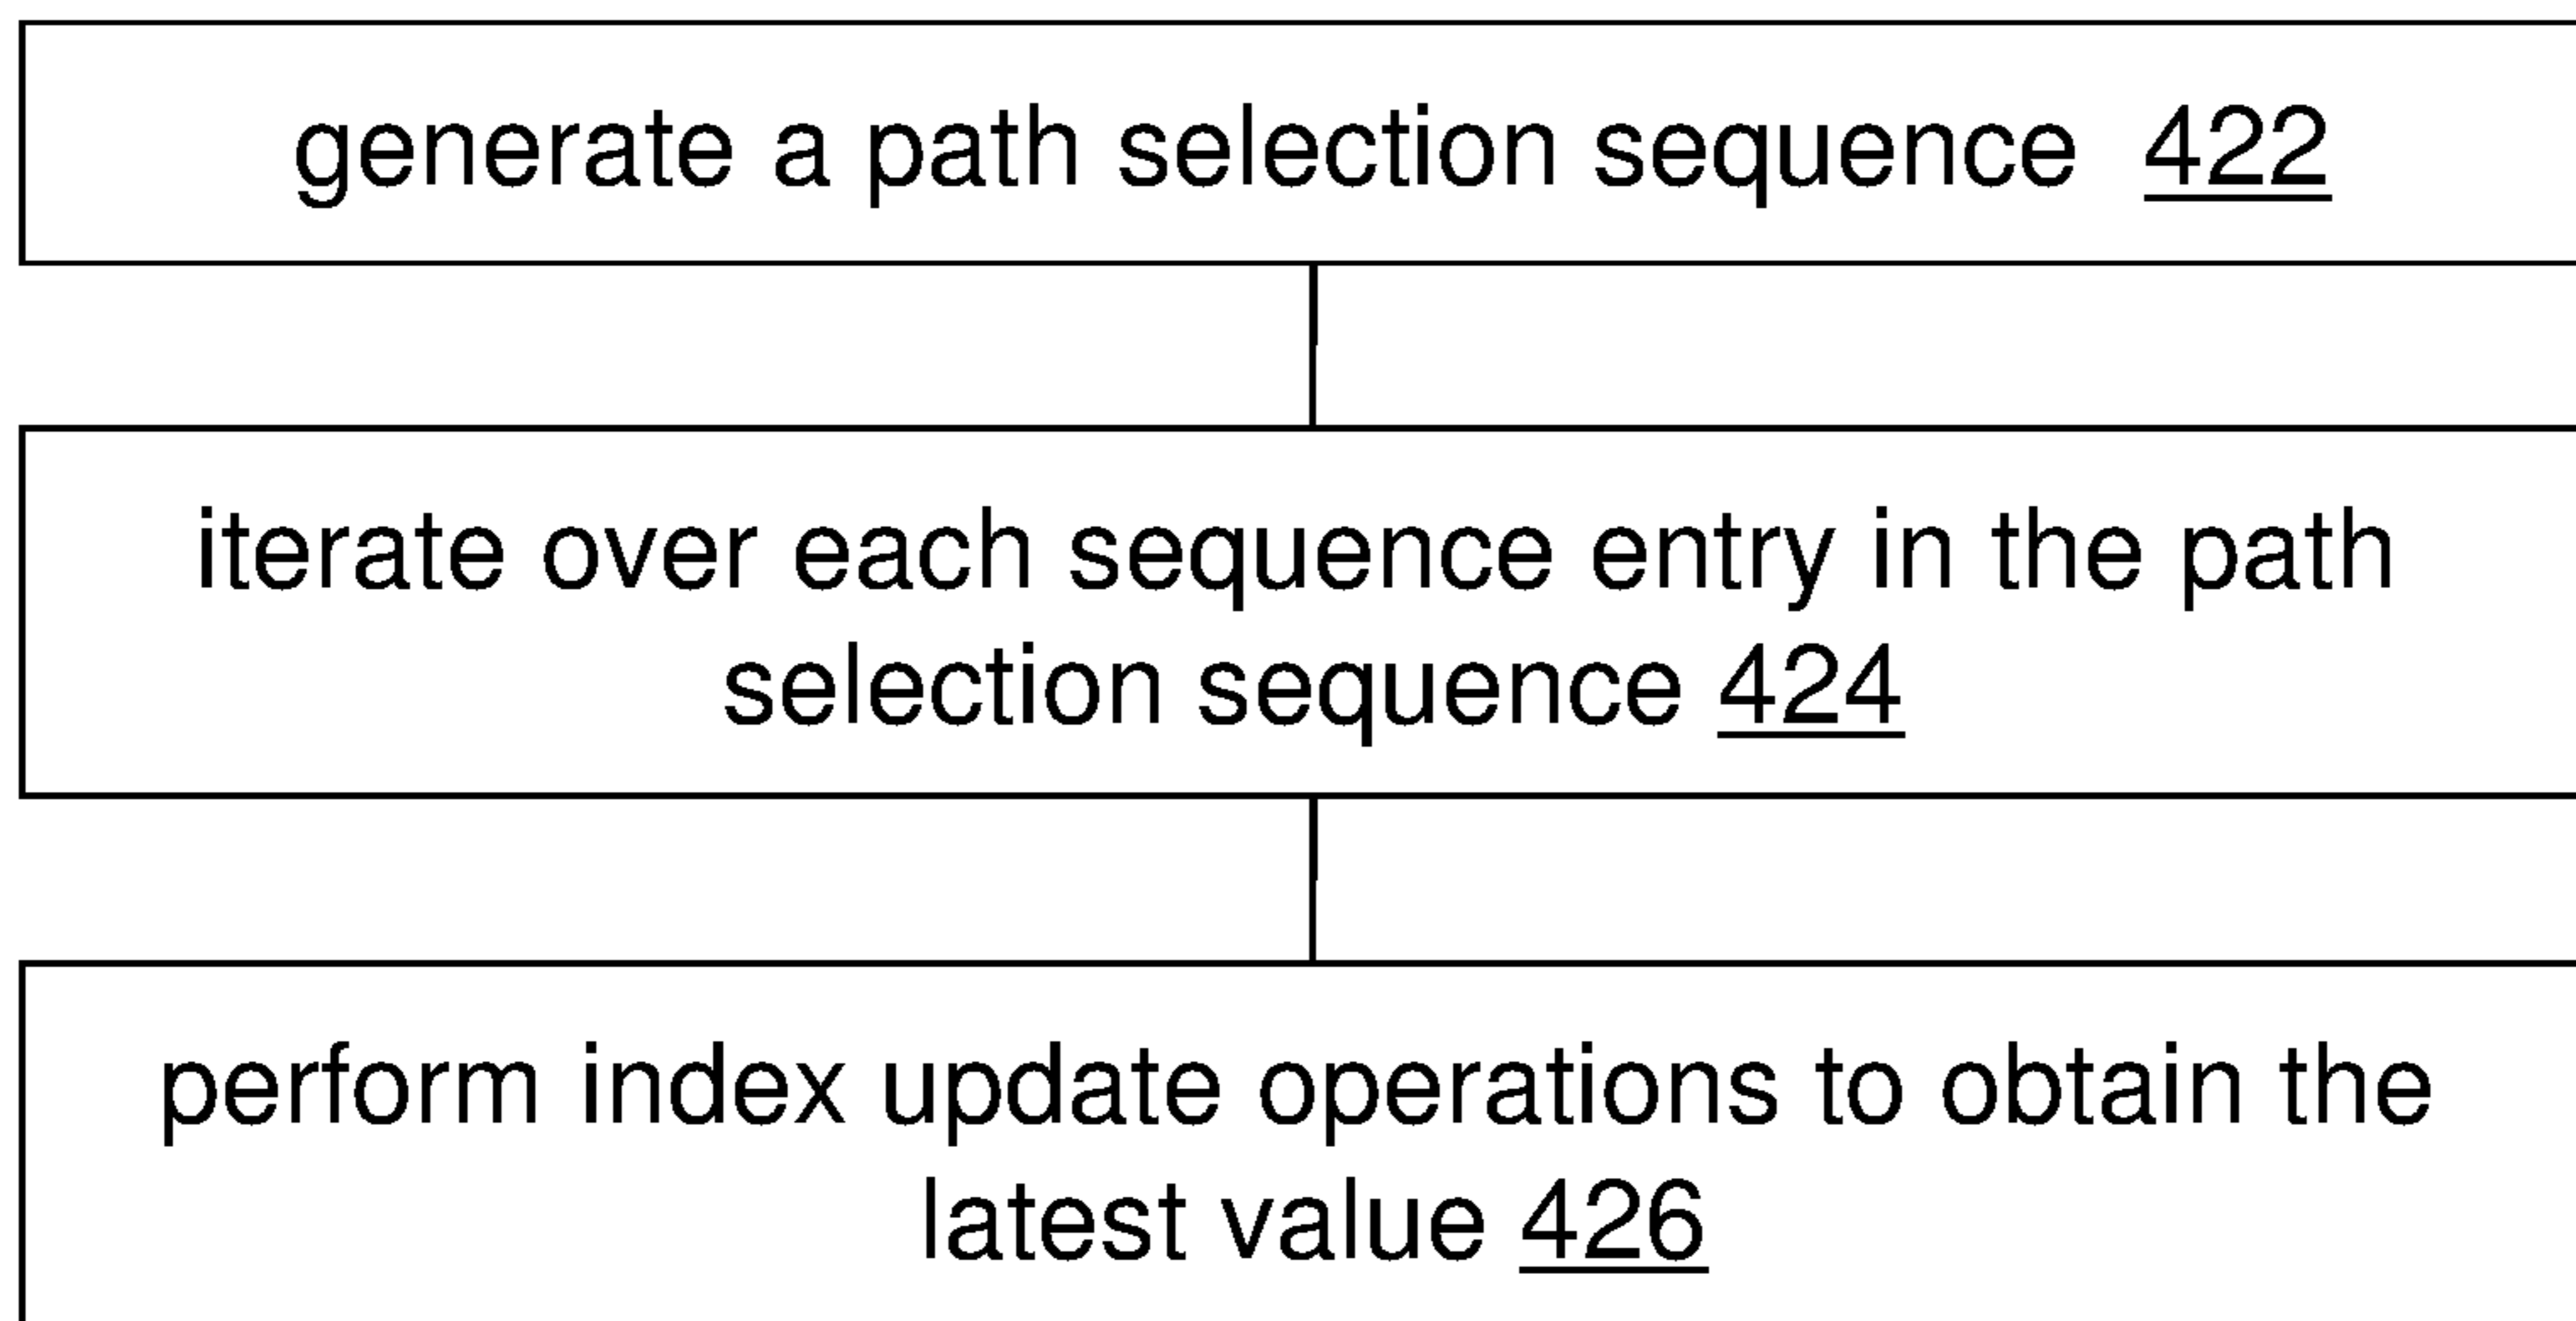 generate a path selection sequence 422
iterate over each sequence entry in the path
selection sequence 424
perform index update operations to obtain the
latest value 426